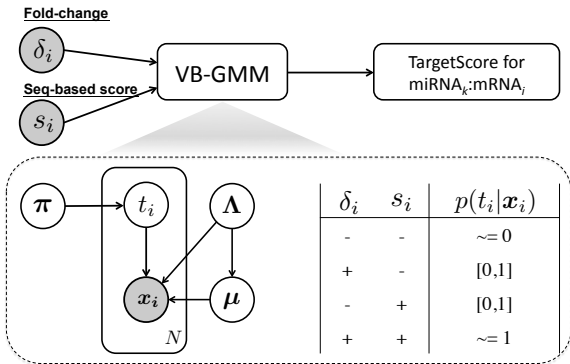 Fold-change
δᵢ
VB-GMM
TargetScore for
miRNAₖ:mRNAᵢ
Seq-based score
sᵢ
π
tᵢ
Λ
xᵢ
μ
N
δᵢ sᵢ p(tᵢ|xᵢ)
- - ~= 0
+ - [0,1]
- + [0,1]
+ + ~= 1